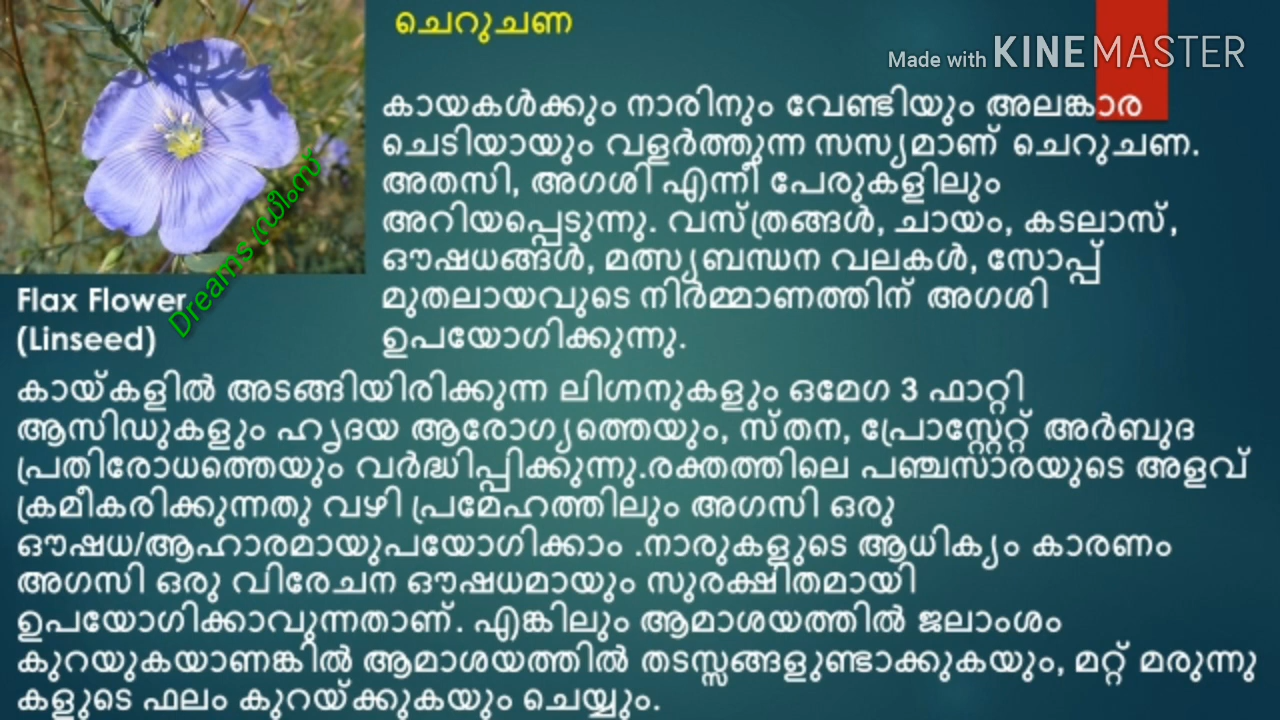 ചെറുചണ
Made with KINEMASTER
കായകൾക്കും നാരിനും വേണ്ടിയും അലങ്കാര
ചെടിയായും വളർത്തുന്ന സസ്യമാണ് ചെറുചണ.
അതസി, അഗശി എന്നീ പേരുകളിലും
അറിയപ്പെടുന്നു. വസ്ത്രങ്ങൾ, ചായം, കടലാസ്,
ഔഷധങ്ങൾ, മത്സ്യബന്ധന വലകൾ, സോപ്പ്
മുതലായവുടെ നിർമ്മാണത്തിന് അഗശി
ഉപയോഗിക്കുന്നു.
Dreams ഡ്രീംസ്
Flax Flower
(Linseed)
കായ്കളിൽ അടങ്ങിയിരിക്കുന്ന ലിഗ്നനുകളും ഒമേഗ 3 ഫാറ്റി
ആസിഡുകളും ഹൃദയ ആരോഗ്യത്തെയും, സ്തന, പ്രോസ്റ്റേറ്റ് അർബുദ
പ്രതിരോധത്തെയും വർദ്ധിപ്പിക്കുന്നു.രക്തത്തിലെ പഞ്ചസാരയുടെ അളവ്
ക്രമീകരിക്കുന്നതു വഴി പ്രമേഹത്തിലും അഗസി ഒരു
ഔഷധ/ആഹാരമായുപയോഗിക്കാം .നാരുകളുടെ ആധിക്യം കാരണം
അഗസി ഒരു വിരേചന ഔഷധമായും സുരക്ഷിതമായി
ഉപയോഗിക്കാവുന്നതാണ്. എങ്കിലും ആമാശയത്തിൽ ജലാംശം
കുറയുകയാണങ്കിൽ ആമാശയത്തിൽ തടസ്സങ്ങളുണ്ടാക്കുകയും, മറ്റ് മരുന്നു
കളുടെ ഫലം കുറയ്ക്കുകയും ചെയ്യും.